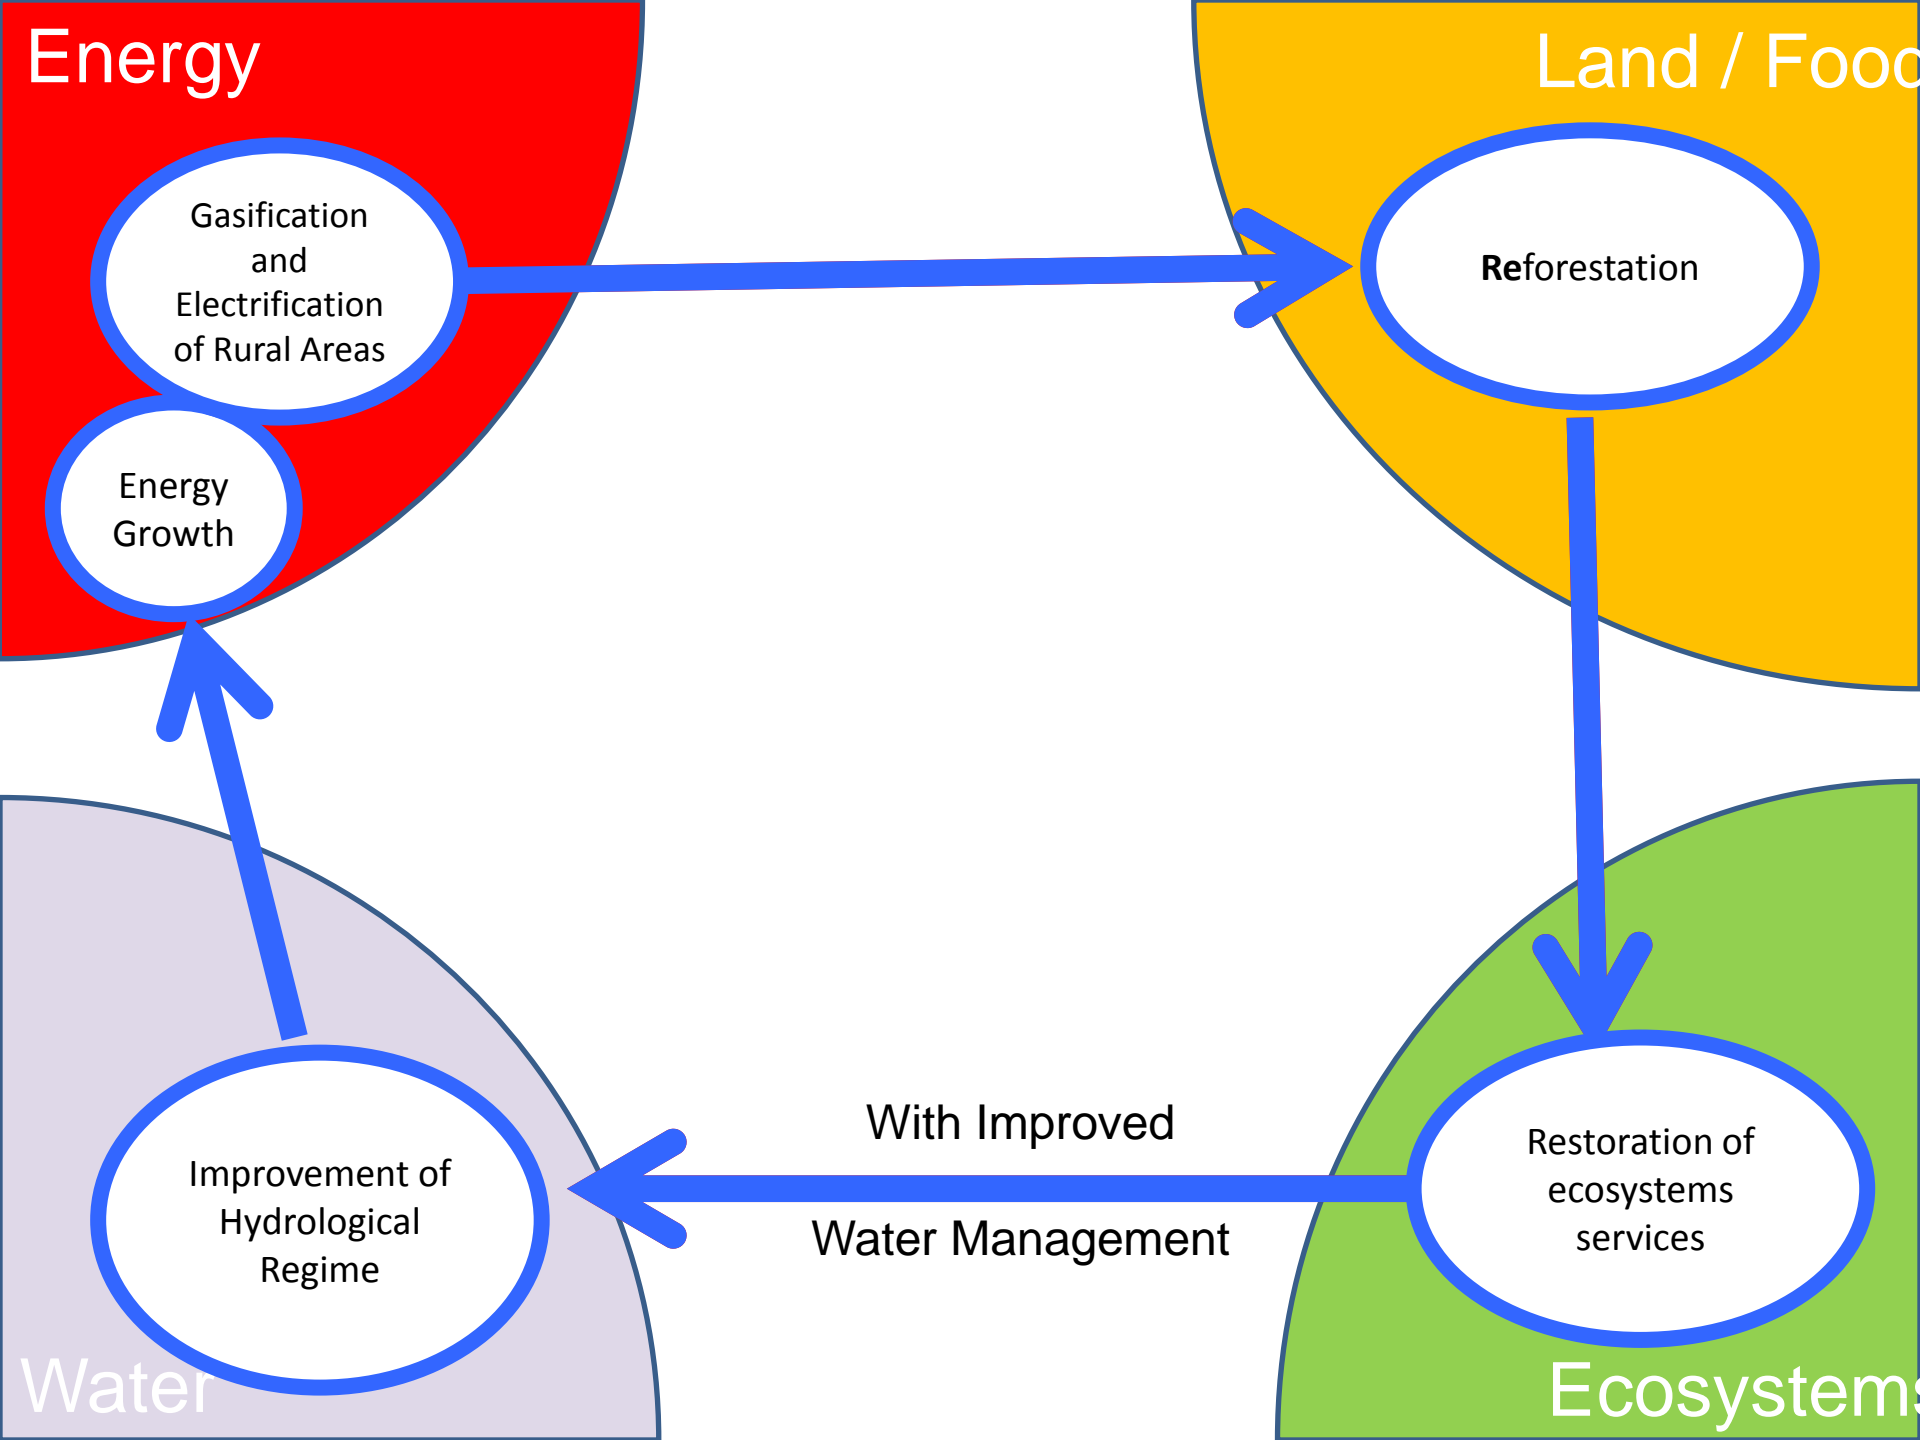 Energy
Land / Food
Gasification
and
Electrification
of Rural Areas
Reforestation
Energy
Growth
With Improved
Water Management
Improvement of
Hydrological
Regime
Restoration of
ecosystems
services
Water
Ecosystems